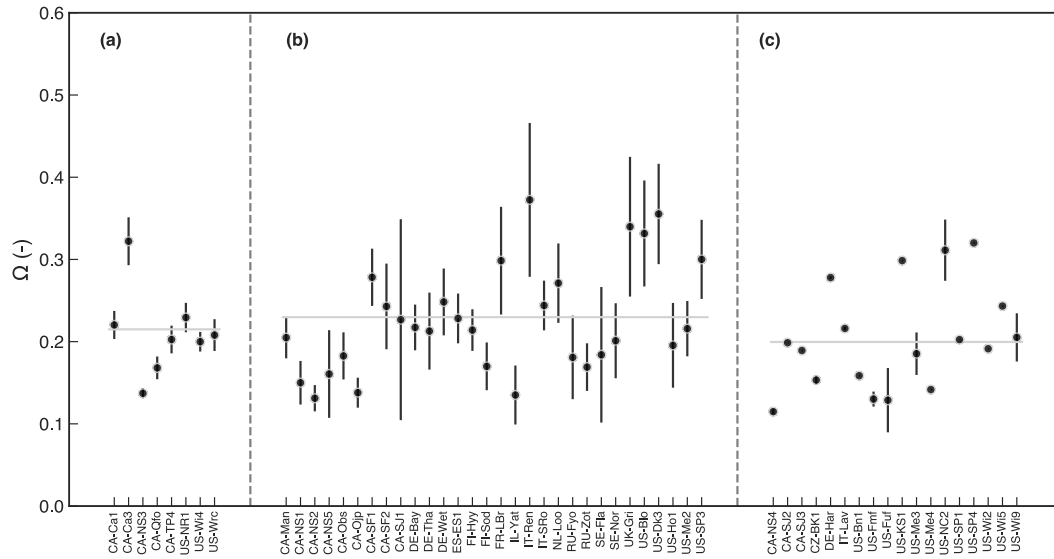 0.6
(a)
(b)
(c)
0.5
0.4
0.3
0.2
0.1
0.0
Ω (-)
CA-Ca1
CA-Ca3
CA-NS3
CA-Qfo
CA-TP4
US-NR1
US-Wi4
US-Wrc
CA-Man
CA-NS1
CA-NS2
CA-NS5
CA-Obs
CA-Ojp
CA-SF1
CA-SF2
CA-SJ1
DE-Bay
DE-Tha
DE-Wet
ES-ES1
FI-Hyy
FI-Sod
FR-LBr
IL-Yat
IT-Ren
IT-SRo
NL-Loo
RU-Fyo
RU-Zot
SE-Fla
SE-Nor
UK-Gri
US-Blo
US-Dk3
US-Ho1
US-Me2
US-SP3
CA-NS4
CA-SJ2
CA-SJ3
CZ-BK1
DE-Har
IT-Lav
US-Bn1
US-Fmf
US-Fuf
US-KS1
US-Me3
US-Me4
US-NC2
US-SP1
US-SP4
US-Wi2
US-Wi5
US-Wi9